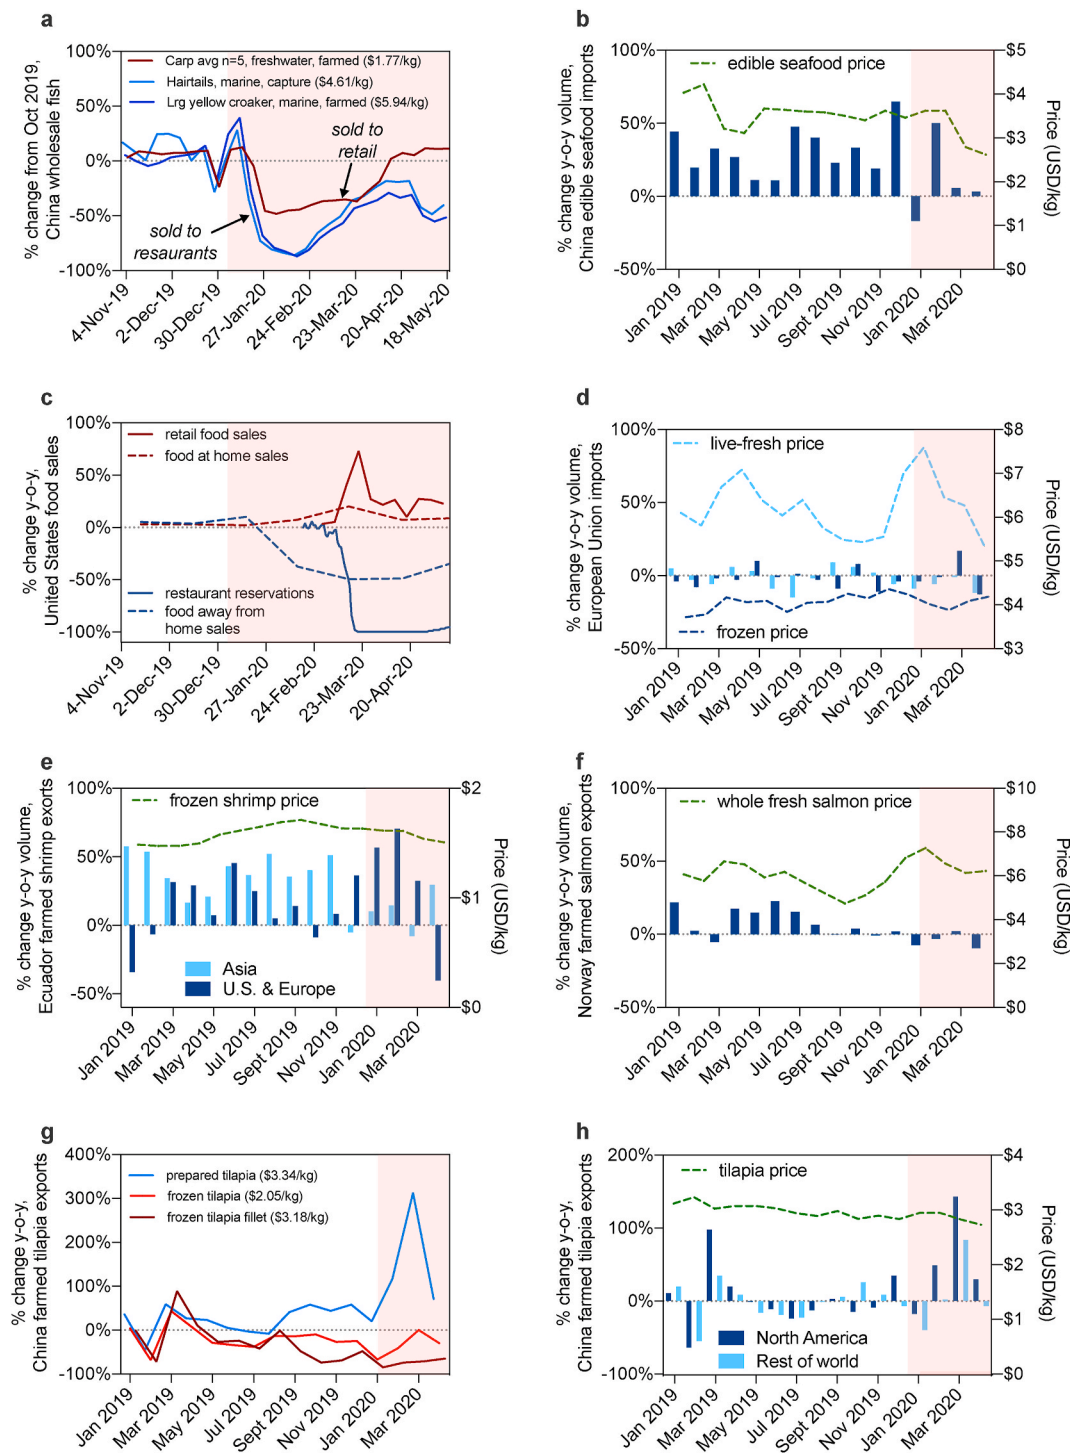 a
% change from Oct 2019,
China wholesale fish
100%
50%
0%
-50%
-100%
Carp avg n=5, freshwater, farmed ($1.77/kg)
Hairtails, marine, capture ($4.61/kg)
Lrg yellow croaker, marine, farmed ($5.94/kg)
sold to
retail
sold to
resaurants
4-Nov-19
2-Dec-19
30-Dec-19
27-Jan-20
24-Feb-20
23-Mar-20
20-Apr-20
18-May-20
b
% change y-o-y volume,
China edible seafood imports
100%
50%
0%
-50%
edible seafood price
$5
$4
$3
$2
$1
$0
Price (USD/kg)
Jan 2019
Mar 2019
May 2019
Jul 2019
Sept 2019
Nov 2019
Jan 2020
Mar 2020
c
% change y-o-y,
United States food sales
100%
50%
0%
-50%
-100%
retail food sales
food at home sales
restaurant reservations
food away from
home sales
4-Nov-19
2-Dec-19
30-Dec-19
27-Jan-20
24-Feb-20
23-Mar-20
20-Apr-20
d
% change y-o-y volume,
European Union imports
100%
50%
0%
-50%
live-fresh price
frozen price
$8
$7
$6
$5
$4
$3
Price (USD/kg)
Jan 2019
Mar 2019
May 2019
Jul 2019
Sept 2019
Nov 2019
Jan 2020
Mar 2020
e
% change y-o-y volume,
Ecuador farmed shrimp exorts
100%
50%
0%
-50%
frozen shrimp price
Asia
U.S. & Europe
$2
$1
$0
Price (USD/kg)
Jan 2019
Mar 2019
May 2019
Jul 2019
Sept 2019
Nov 2019
Jan 2020
Mar 2020
f
% change y-o-y volume,
Norway farmed salmon exports
100%
50%
0%
-50%
whole fresh salmon price
$10
$8
$6
$4
$2
$0
Price (USD/kg)
Jan 2019
Mar 2019
May 2019
Jul 2019
Sept 2019
Nov 2019
Jan 2020
Mar 2020
g
% change y-o-y,
China farmed tilapia exports
400%
300%
200%
100%
0%
-100%
prepared tilapia ($3.34/kg)
frozen tilapia ($2.05/kg)
frozen tilapia fillet ($3.18/kg)
Jan 2019
Mar 2019
May 2019
Jul 2019
Sept 2019
Nov 2019
Jan 2020
Mar 2020
h
% change y-o-y volume,
China farmed tilapia exports
200%
100%
0%
-100%
tilapia price
North America
Rest of world
$4
$3
$2
$1
$0
Price (USD/kg)
Jan 2019
Mar 2019
May 2019
Jul 2019
Sept 2019
Nov 2019
Jan 2020
Mar 2020